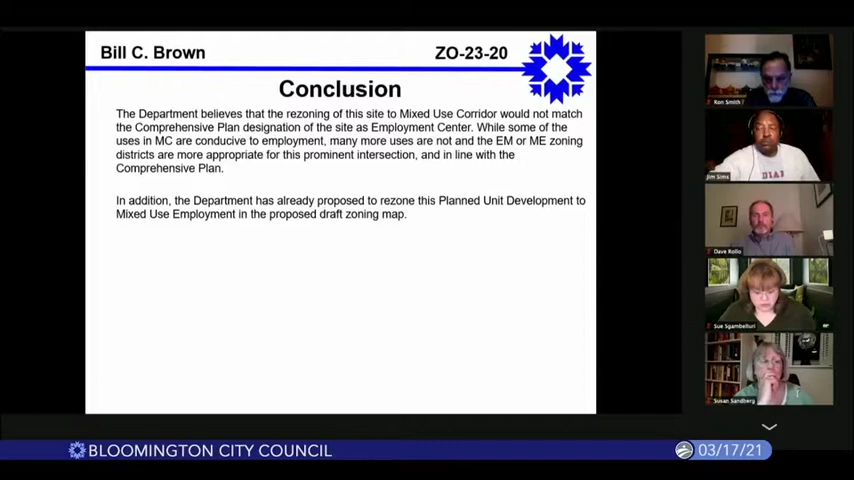 Bill C. Brown
ZO-23-20
Conclusion
The Department believes that the rezoning of this site to Mixed Use Corridor would not match
the Comprehensive Plan designation of the site as Employment Center. While some of the
uses in MC are conducive to employment, many more uses are not and the EM or ME zoning
districts are more appropriate for this prominent intersection, and in line with the
Comprehensive Plan.
In addition, the Department has already proposed to rezone this Planned Unit Development to
Mixed Use Employment in the proposed draft zoning map.
Ron Smith
Jim Sims
Dave Rollo
Sue Sgambelluri
Susan Sandberg
BLOOMINGTON CITY COUNCIL
03/17/21